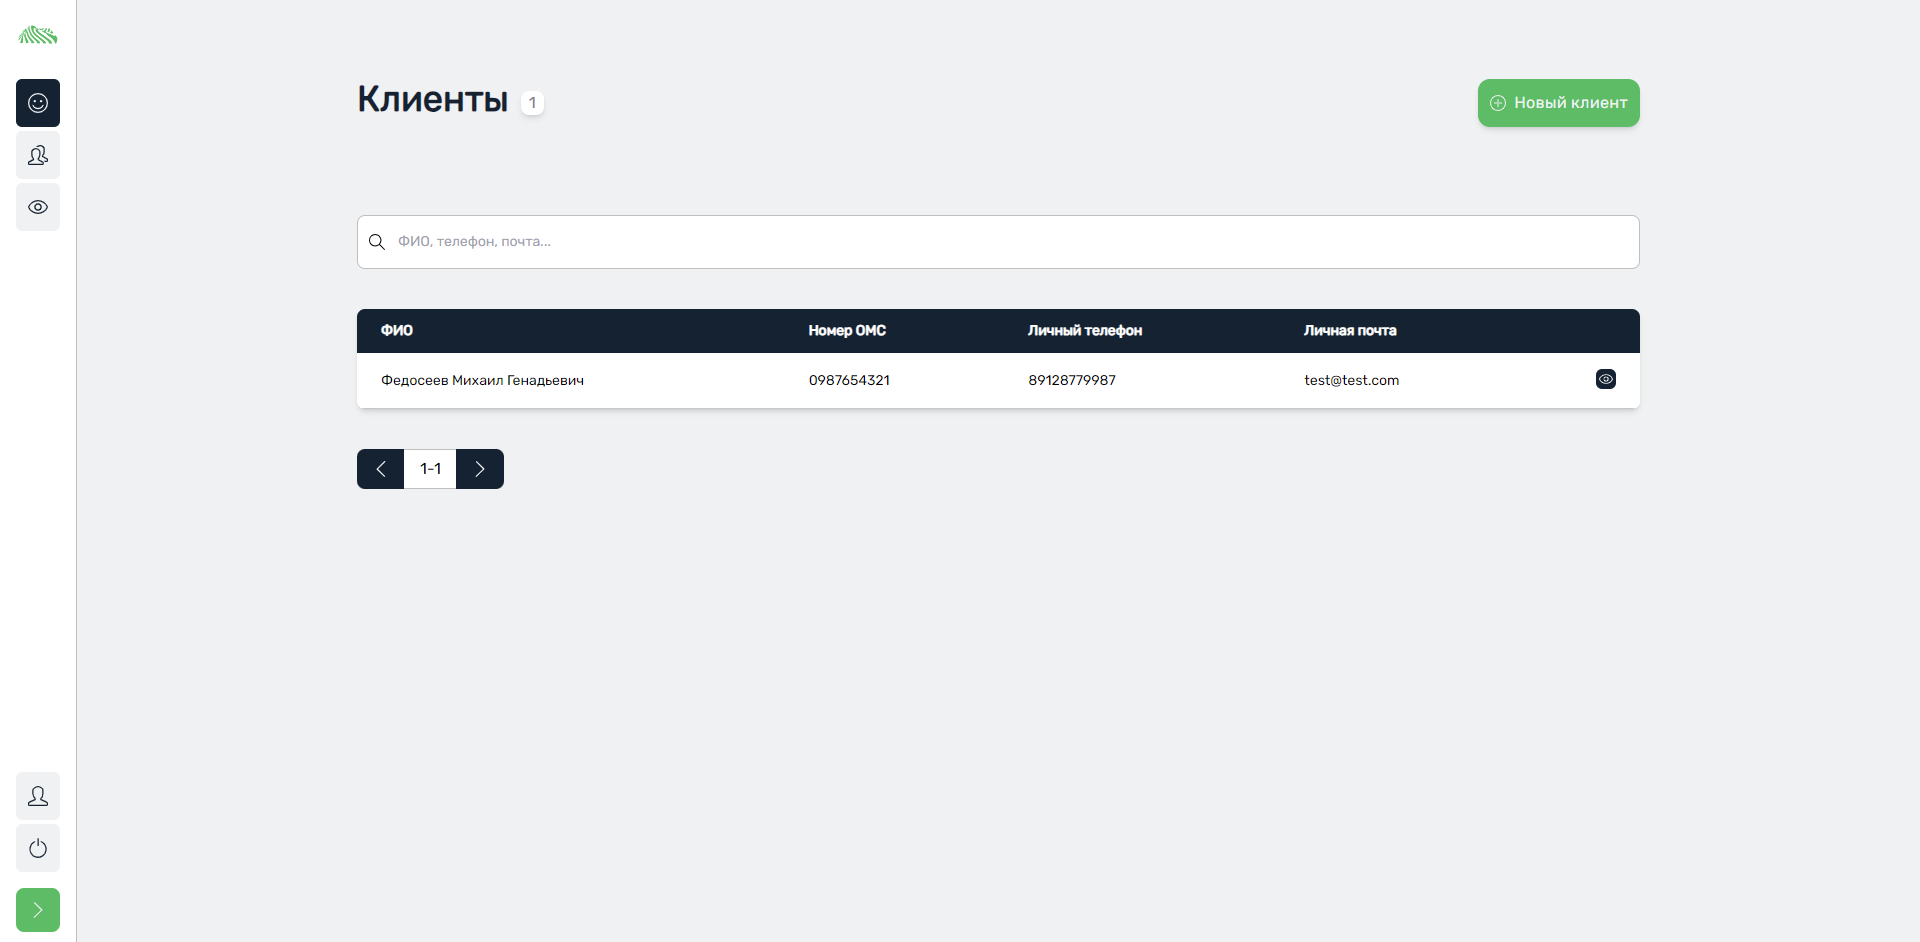 Клиенты 1
Новый клиент
ФИО, телефон, почта...
ФИО Номер ОМС Личный телефон Личная почта
Федосеев Михаил Генадьевич 0987654321 89128779987 test@test.com
1-1